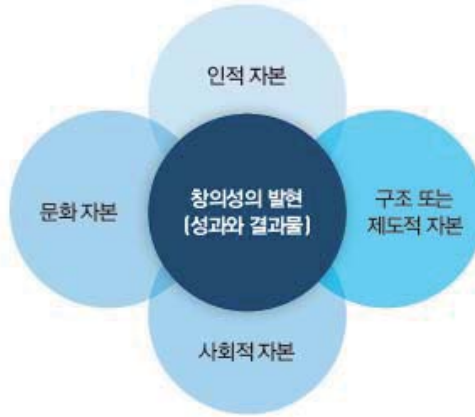 인적 자본
문화 자본
창의성의 발현
(성과와 결과물)
구조 또는
제도적 자본
사회적 자본